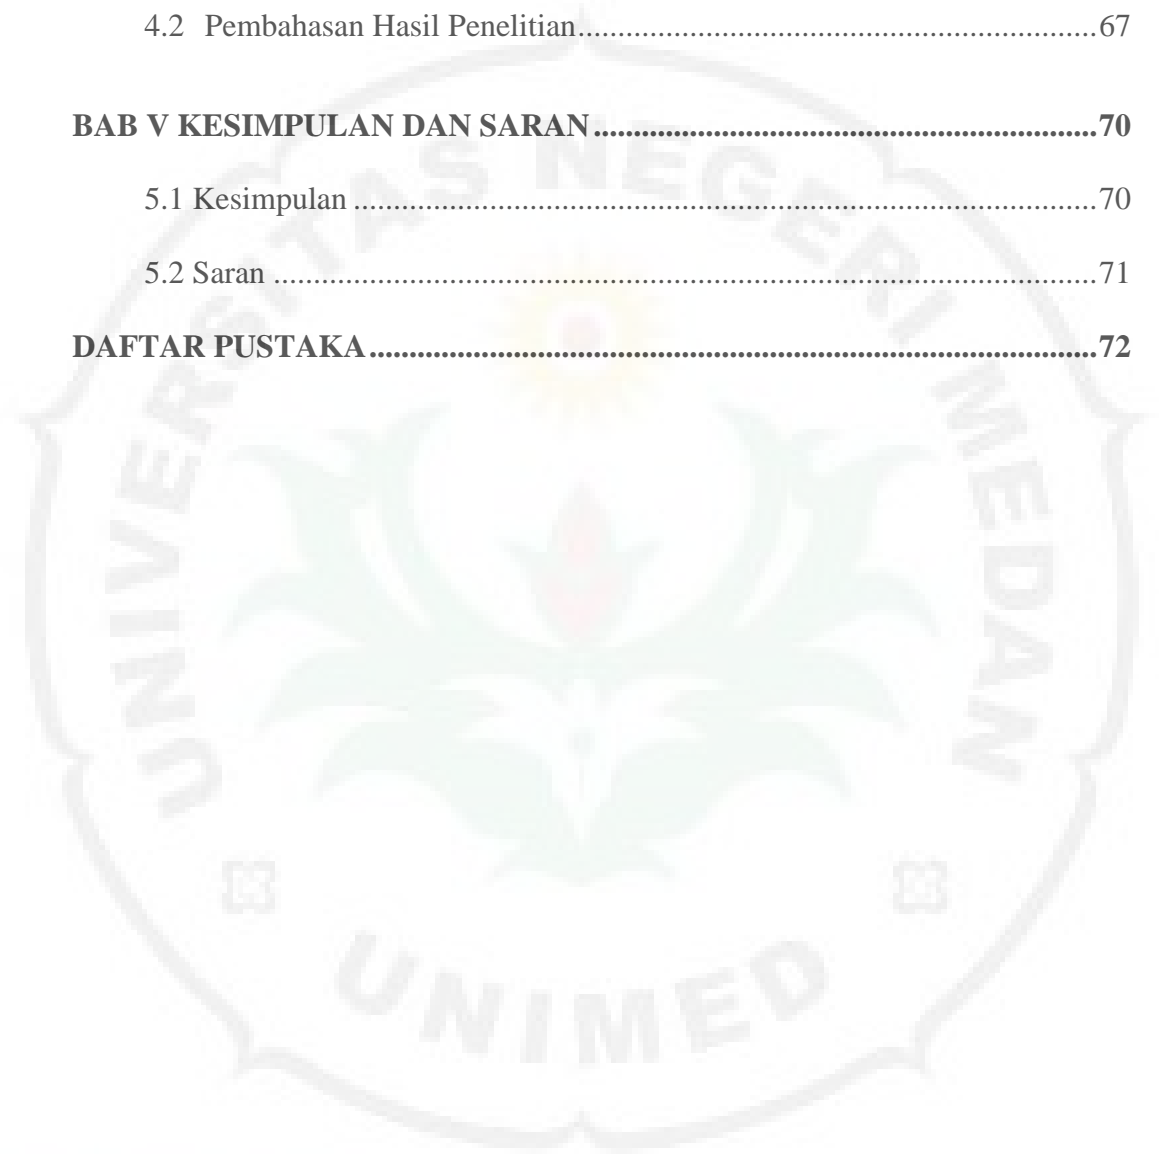 4.2 Pembahasan Hasil Penelitian.................................................................67
BAB V KESIMPULAN DAN SARAN..............................................................70
5.1 Kesimpulan.............................................................................................70
5.2 Saran.......................................................................................................71
DAFTAR PUSTAKA..........................................................................................72
UNIVERSITAS NEGERI MEDAN
UNIMED